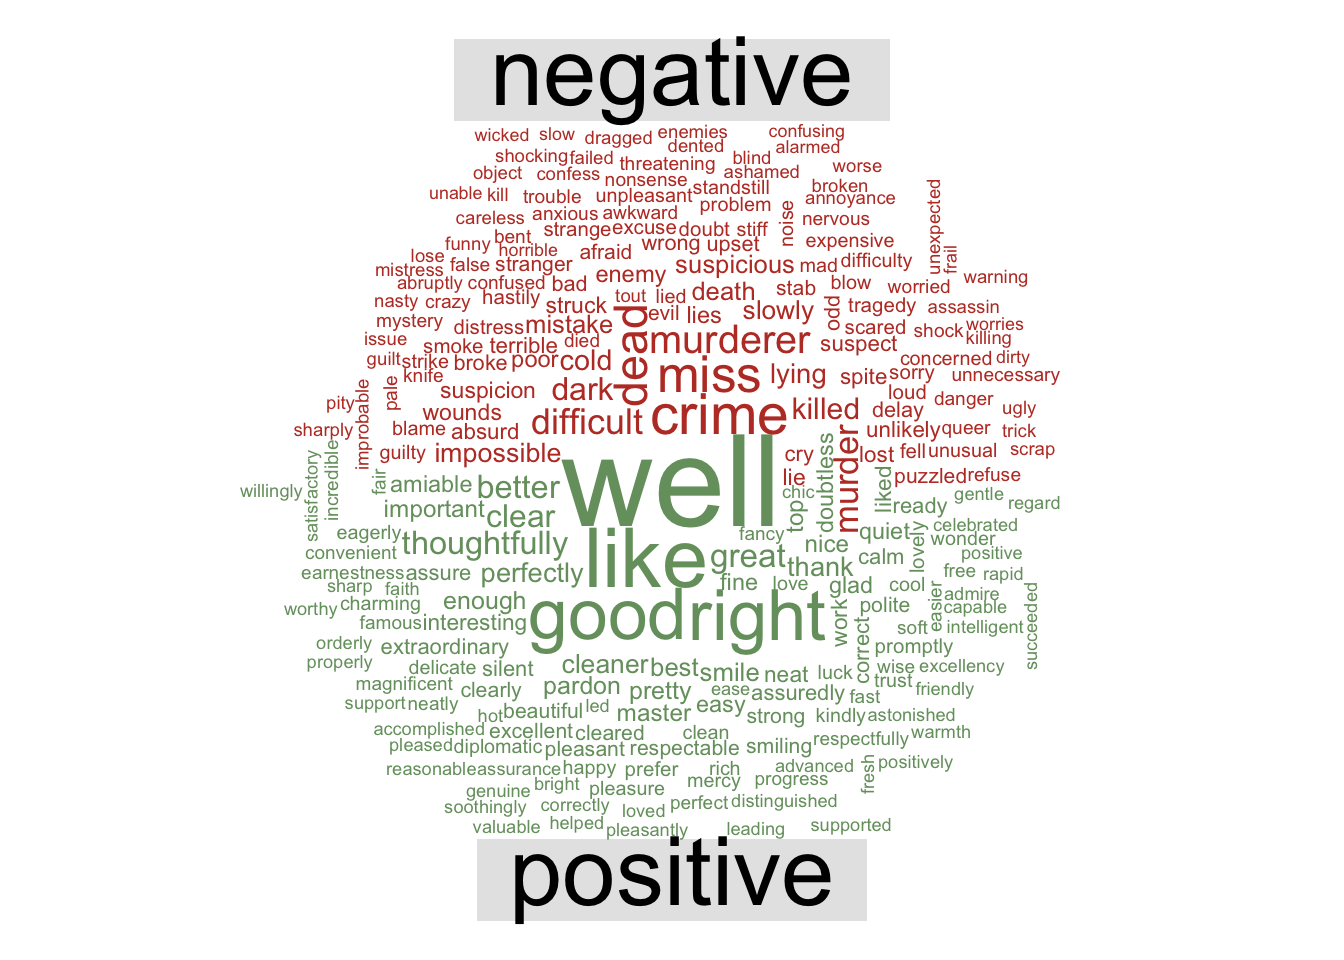 negative
wicked slow dragged enemies confusing
dented alarmed
shocking failed threatening blind worse
object confess nonsense ashamed
unable kill trouble unpleasant standstill broken
problem annoyance
careless anxious awkward noise nervous unexpected
bent strange excuse doubt stiff
funny horrible afraid wrong upset expensive
lose false stranger enemy suspicious mad difficulty frail
mistress
abruptly confused bad stab blow worried warning
nasty crazy hastily struck tout lied death odd tragedy assassin
mystery distress mistake evil lies slowly scared shock worries
issue smoke terrible died dead murderer suspect killing
guilt strike broke poor cold concerned dirty
knife miss lying spite sorry unnecessary
pity improbable pale suspicion dark loud danger
wounds difficult crime killed delay ugly
sharply blame absurd unlikely queer trick
guilty impossible cry murder lost fell unusual scrap
lie puzzled refuse
well
willingly satisfactory incredible fair amiable better chic top doubtless liked gentle
important clear ready regard
eagerly thoughtfully like fancy nice quiet lovely celebrated
convenient great thank calm wonder positive
earnestness assure perfectly free rapid
sharp faith fine love glad cool
worthy charming enough good right work polite easier admire capable succeeded
famous interesting correct soft intelligent
orderly extraordinary promptly
properly delicate silent cleaner best smile neat luck wise excellency
magnificent clearly pardon pretty ease assuredly trust fast friendly
support neatly hot beautiful led master easy strong kindly astonished
accomplished excellent cleared clean respectfully warmth
pleased diplomatic pleasant respectable smiling
reasonable assurance happy prefer rich advanced fresh positively
genuine bright pleasure mercy progress
soothingly correctly loved perfect distinguished
valuable helped pleasantly leading supported
positive